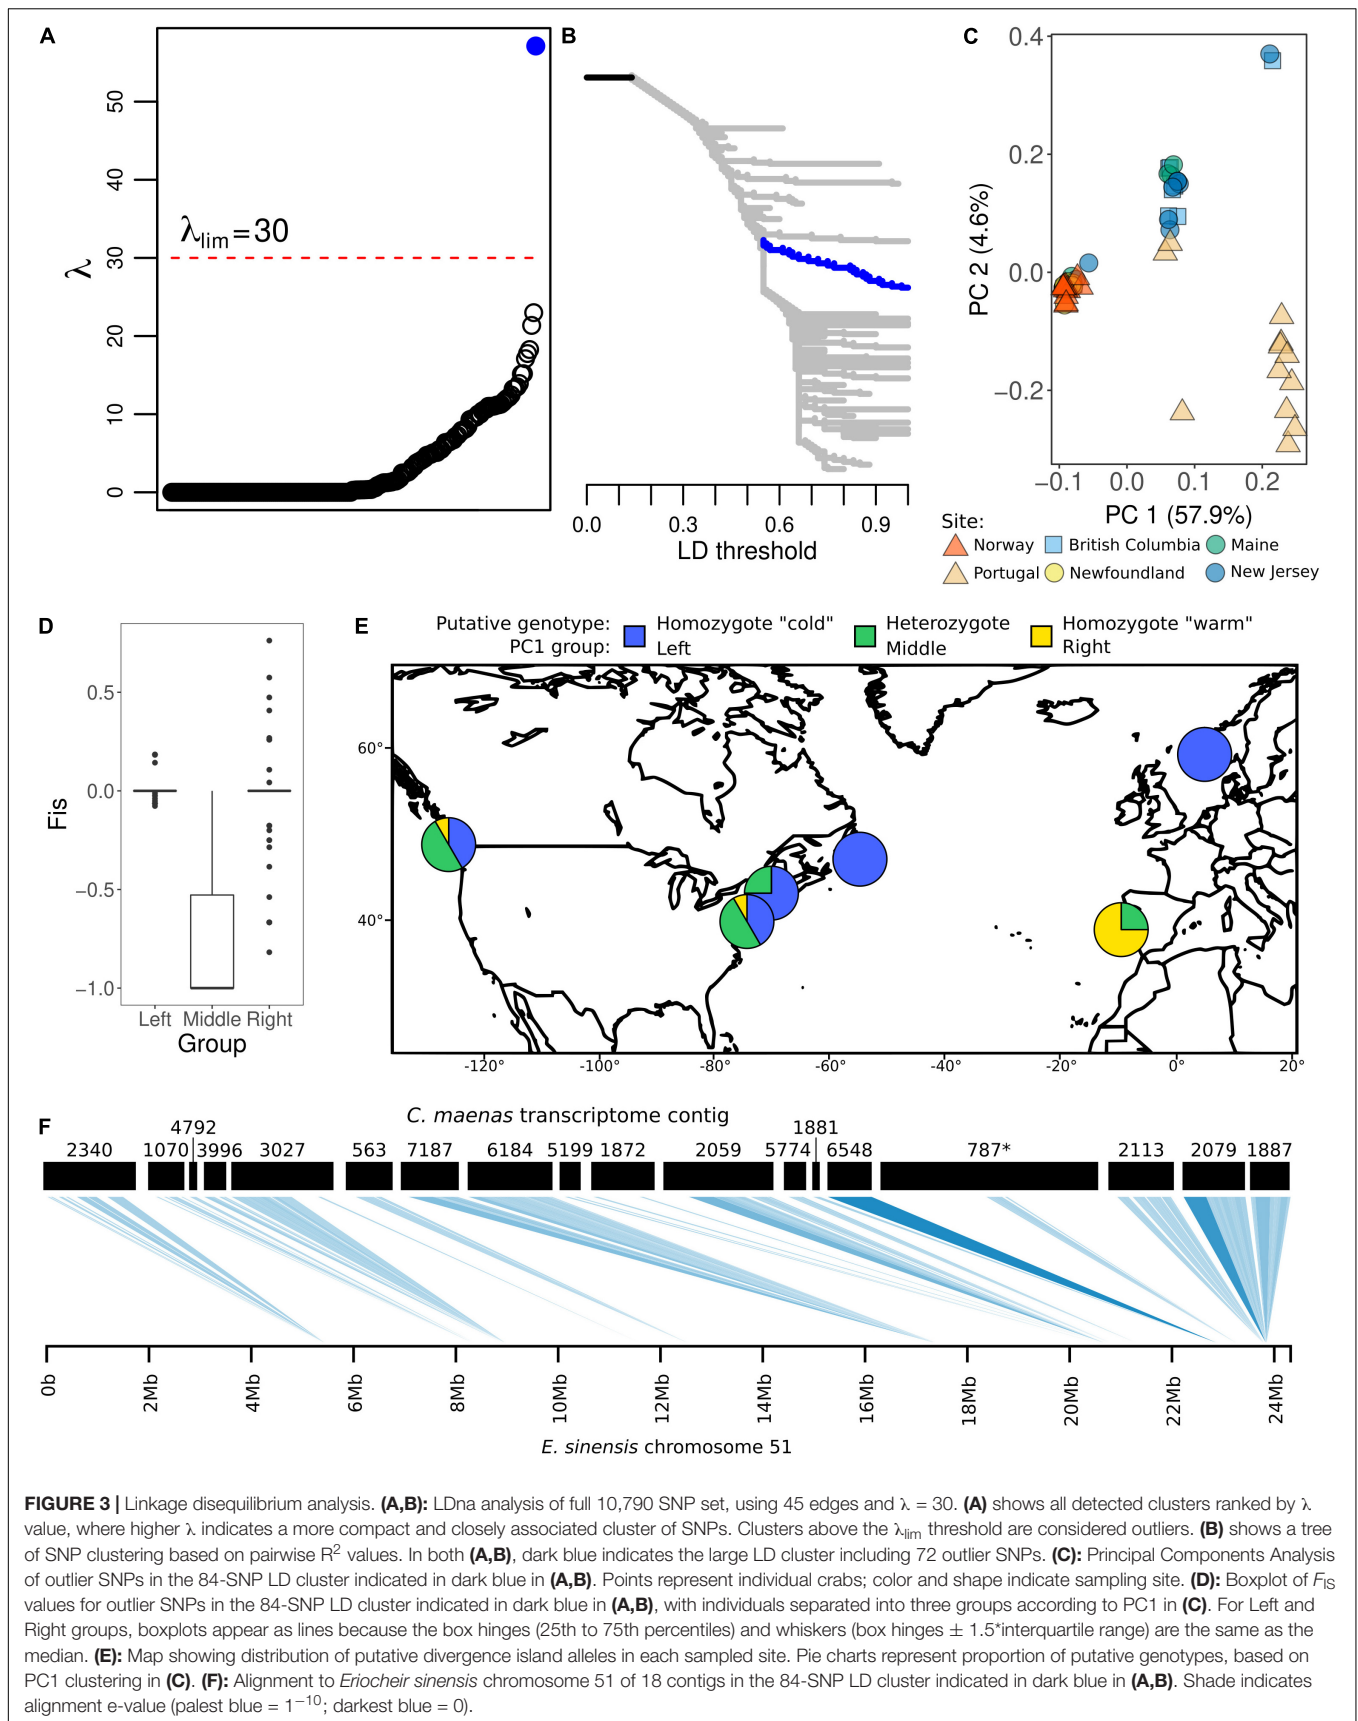 A
λ
50
40
30
20
10
0
λlim = 30
B
0.0
0.3
0.6
0.9
LD threshold
C
PC 2 (4.6%)
0.4
0.2
0.0
−0.2
−0.1
0.0
0.1
0.2
PC 1 (57.9%)
Site:
Norway
British Columbia
Maine
Portugal
Newfoundland
New Jersey
D
Fis
0.5
0.0
−0.5
−1.0
Left Middle Right
Group
E
Putative genotype:
PC1 group:
Homozygote "cold"
Left
Heterozygote
Middle
Homozygote "warm"
Right
60°
40°
-120°
-100°
-80°
-60°
-40°
-20°
0°
20°
F
C. maenas transcriptome contig
4792
1881
2340
1070
3996
3027
563
7187
6184
5199
1872
2059
5774
6548
787*
2113
2079
1887
0b
2Mb
4Mb
6Mb
8Mb
10Mb
12Mb
14Mb
16Mb
18Mb
20Mb
22Mb
24Mb
E. sinensis chromosome 51
FIGURE 3 | Linkage disequilibrium analysis. (A,B): LDna analysis of full 10,790 SNP set, using 45 edges and λ = 30. (A) shows all detected clusters ranked by λ
value, where higher λ indicates a more compact and closely associated cluster of SNPs. Clusters above the λlim threshold are considered outliers. (B) shows a tree
of SNP clustering based on pairwise R² values. In both (A,B), dark blue indicates the large LD cluster including 72 outlier SNPs. (C): Principal Components Analysis
of outlier SNPs in the 84-SNP LD cluster indicated in dark blue in (A,B). Points represent individual crabs; color and shape indicate sampling site. (D): Boxplot of FIS
values for outlier SNPs in the 84-SNP LD cluster indicated in dark blue in (A,B), with individuals separated into three groups according to PC1 in (C). For Left and
Right groups, boxplots appear as lines because the box hinges (25th to 75th percentiles) and whiskers (box hinges ± 1.5*interquartile range) are the same as the
median. (E): Map showing distribution of putative divergence island alleles in each sampled site. Pie charts represent proportion of putative genotypes, based on
PC1 clustering in (C). (F): Alignment to Eriocheir sinensis chromosome 51 of 18 contigs in the 84-SNP LD cluster indicated in dark blue in (A,B). Shade indicates
alignment e-value (palest blue = 1⁻¹⁰; darkest blue = 0).